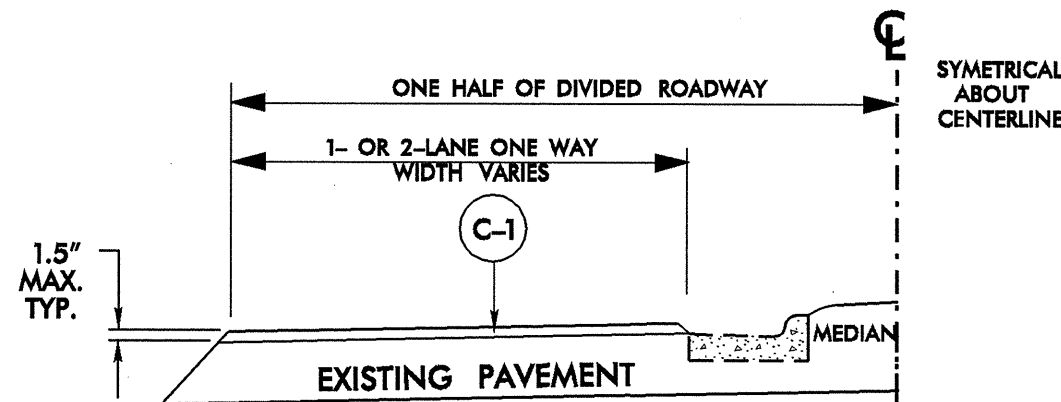 ℄
SYMETRICAL
ABOUT
CENTERLINE
ONE HALF OF DIVIDED ROADWAY
1- OR 2-LANE ONE WAY
WIDTH VARIES
C-1
1.5"
MAX.
TYP.
MEDIAN
EXISTING PAVEMENT